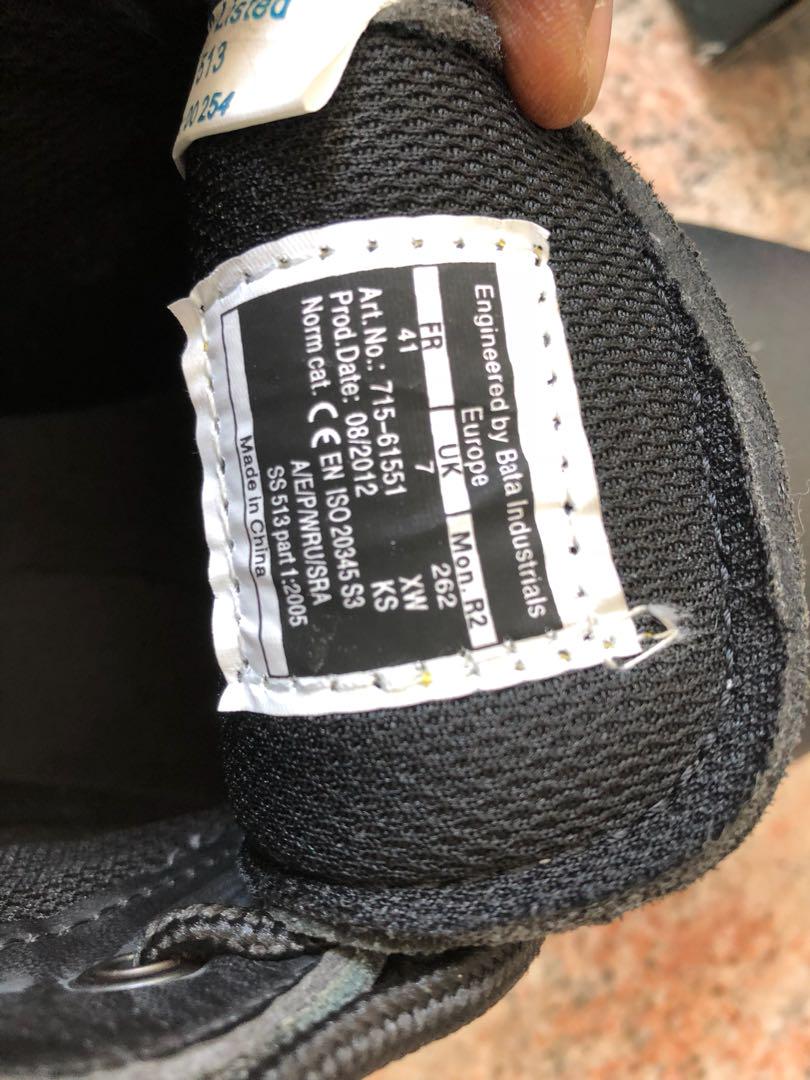 Listed
513
00 254
Engineered by Bata Industrials
Europe
FR UK Mon. R2
41 7 262
XW
Art. No.: 715-61551 KS
Prod.Date: 08/2012
Norm cat. CE EN ISO 20345 S3
A/E/P/WRU/SRA
SS 513 part 1:2005
Made in China